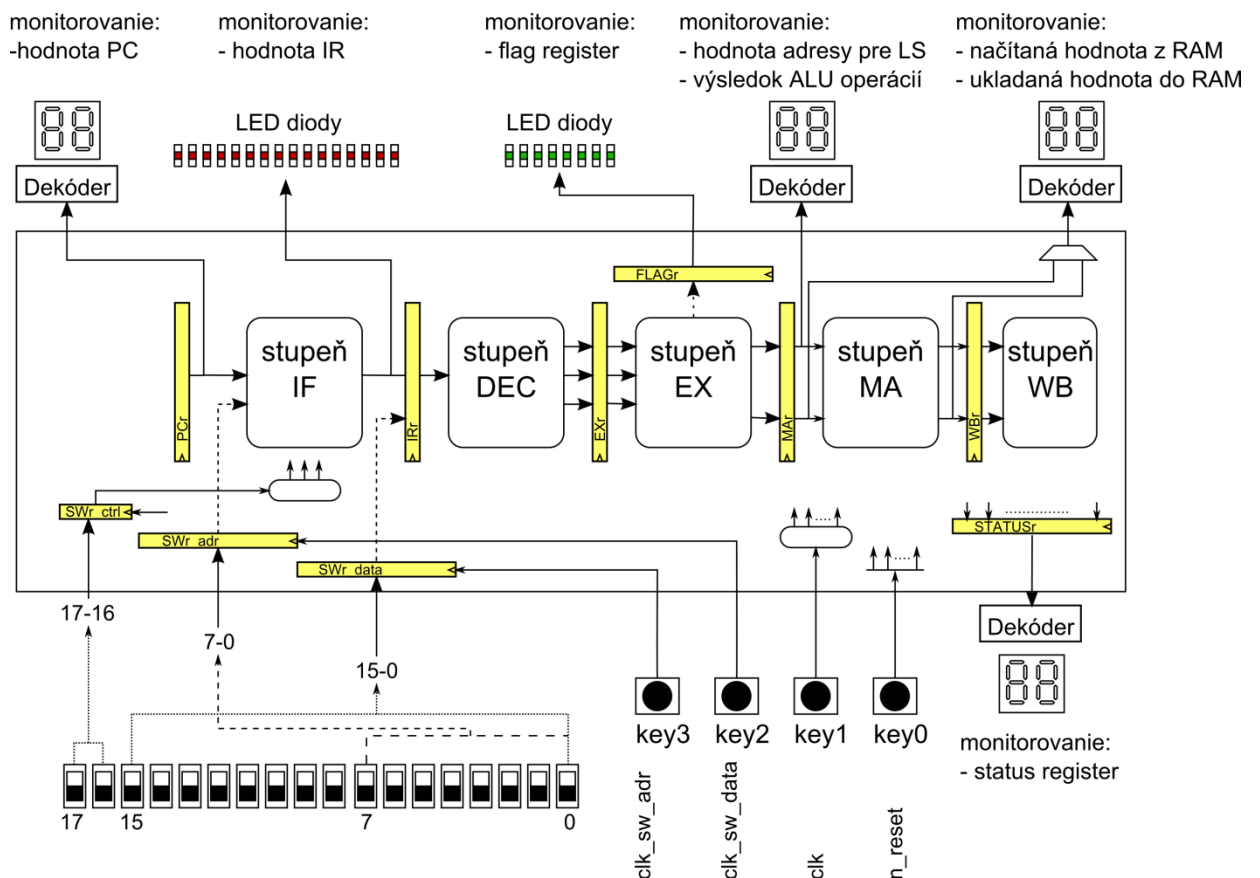 monitorovanie:
-hodnota PC
monitorovanie:
- hodnota IR
monitorovanie:
- flag register
monitorovanie:
- hodnota adresy pre LS
- výsledok ALU operácií
monitorovanie:
- načítaná hodnota z RAM
- ukladaná hodnota do RAM
LED diody
LED diody
Dekóder
Dekóder
Dekóder
FLAGr
PCr
stupeň
IF
IRr
stupeň
DEC
EXr
stupeň
EX
MAr
stupeň
MA
WBr
stupeň
WB
SWr_ctrl
SWr_adr
SWr_data
STATUSr
17-16
7-0
15-0
Dekóder
key3
key2
key1
key0
clk_sw_adr
clk_sw_data
clk
n_reset
monitorovanie:
- status register
17
15
7
0